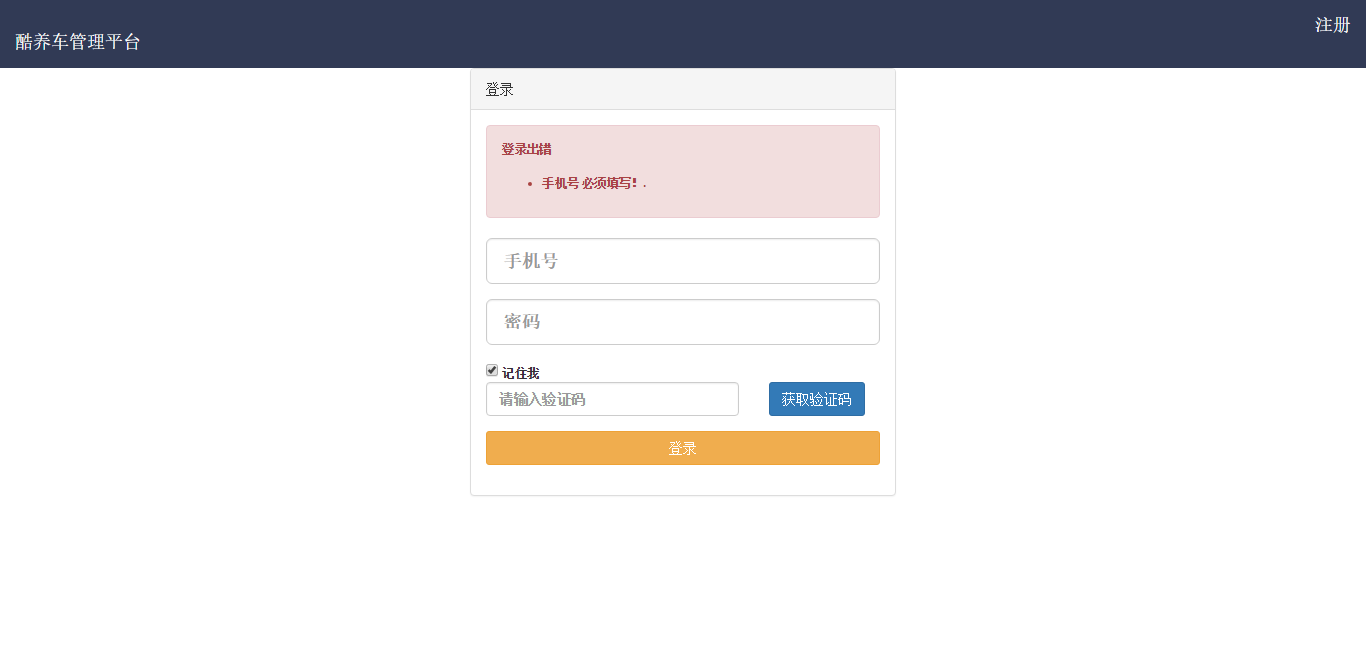 酷养车管理平台
注册
登录
登录出错
手机号 必须填写! .
手机号
密码
记住我
请输入验证码
获取验证码
登录